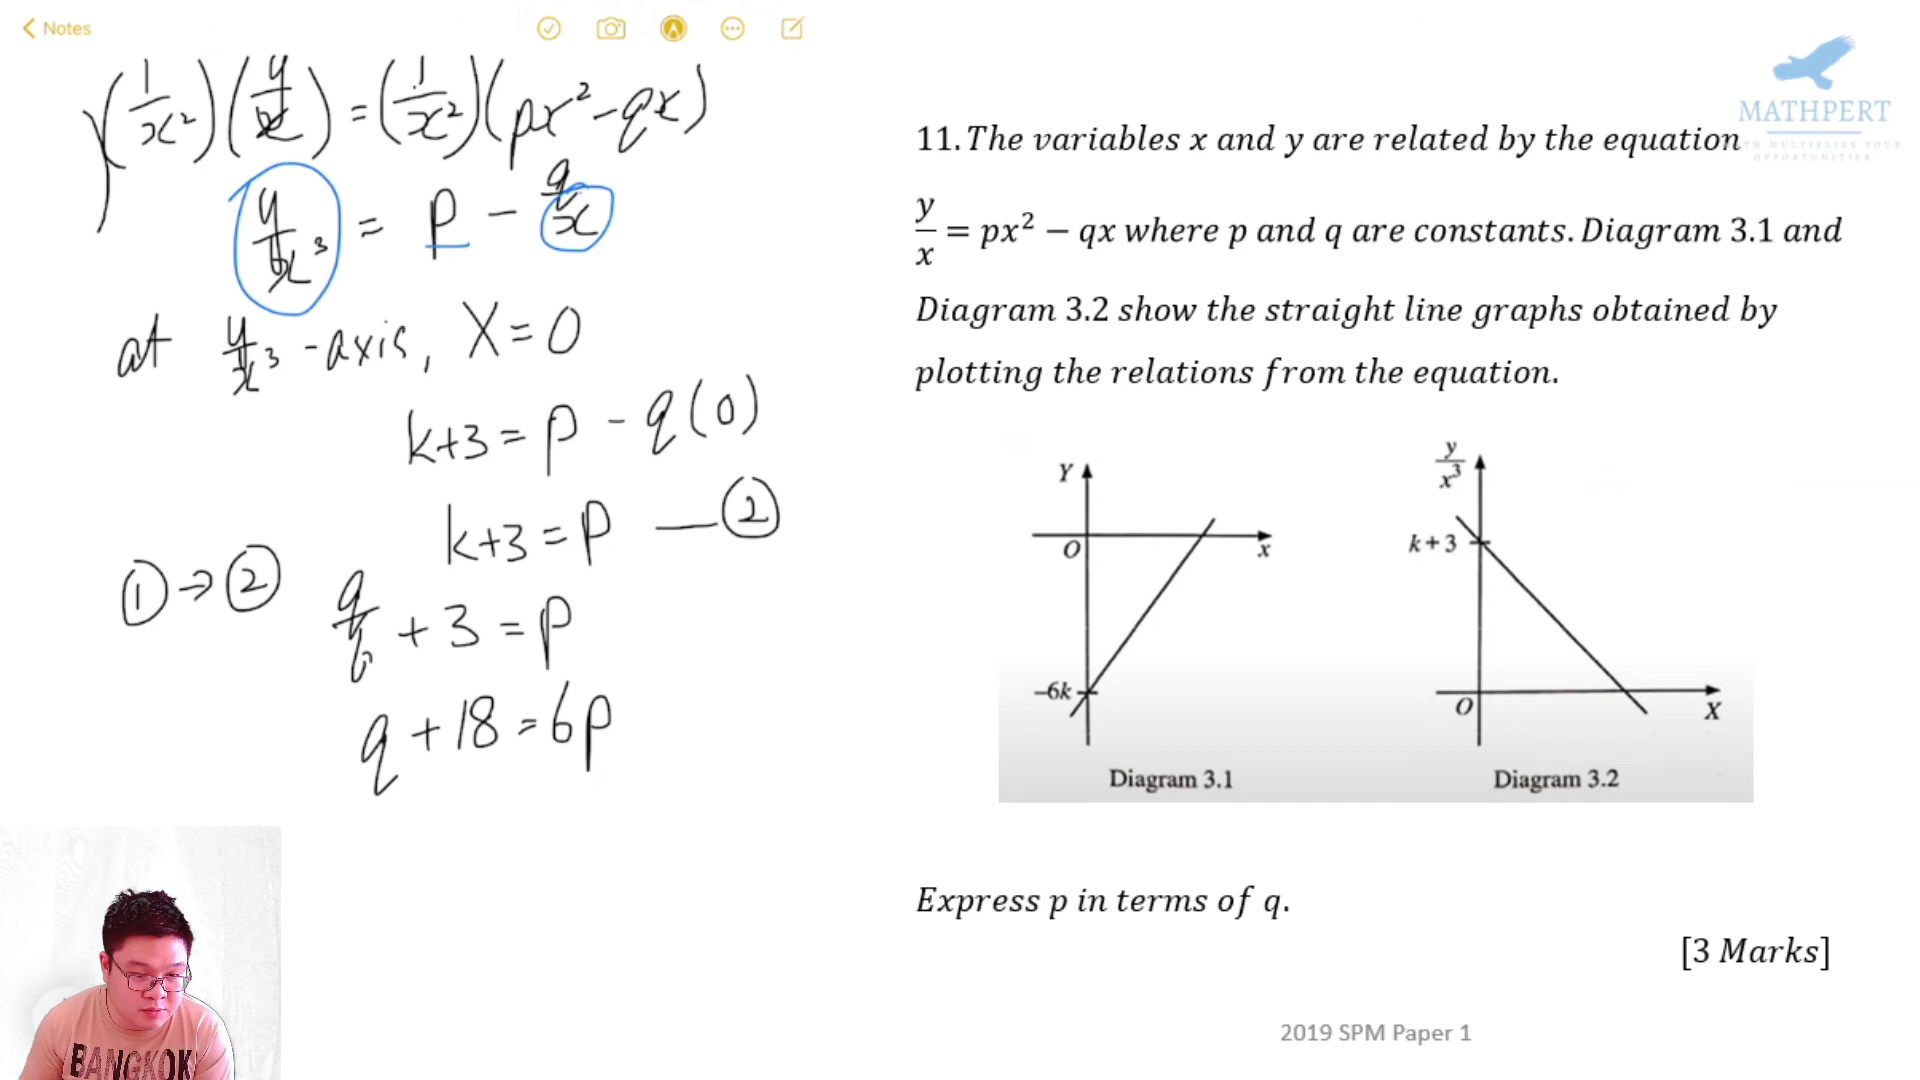 Notes
(1/x²)(y/x) = (1/x²)(px² - qx)
y/x³ = p - q/x
at y/x³ - axis, X = 0
k+3 = p - q(0)
k+3 = p — ②
① → ② q/6 + 3 = p
q + 18 = 6p
BANGKOK
MATHPERT
MATH MULTIPLIES YOUR
OPPORTUNITIES
11. The variables x and y are related by the equation
y/x = px² − qx where p and q are constants. Diagram 3.1 and
Diagram 3.2 show the straight line graphs obtained by
plotting the relations from the equation.
Y
O
x
−6k
Diagram 3.1
y/x³
k + 3
O
X
Diagram 3.2
Express p in terms of q.
[3 Marks]
2019 SPM Paper 1